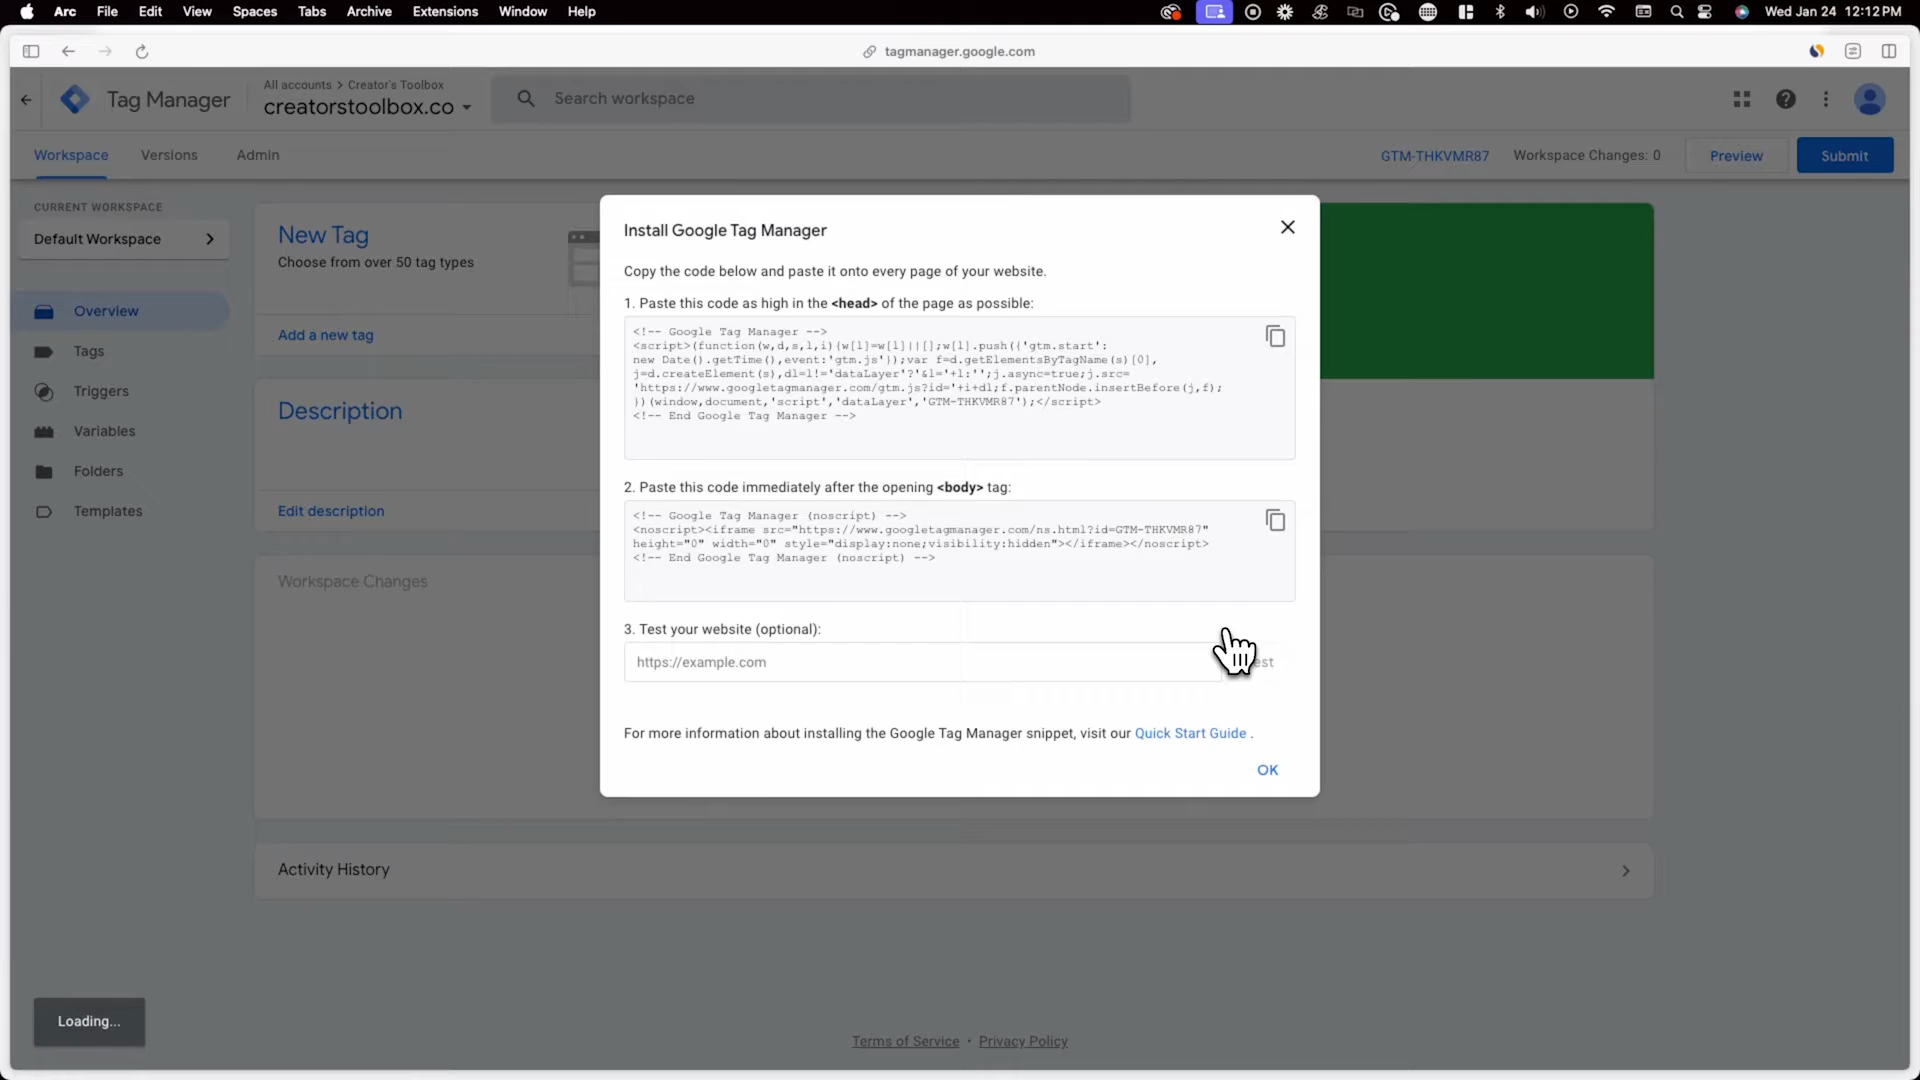 Arc File Edit View Spaces Tabs Archive Extensions Window Help Wed Jan 24 12:12 PM
tagmanager.google.com
Tag Manager
All accounts > Creator's Toolbox
creatorstoolbox.co
Search workspace
Workspace Versions Admin GTM-THKVMR87 Workspace Changes: 0 Preview Submit
CURRENT WORKSPACE
Default Workspace
Overview
Tags
Triggers
Variables
Folders
Templates
New Tag
Choose from over 50 tag types
Add a new tag
Description
Edit description
Workspace Changes
Activity History
Install Google Tag Manager
Copy the code below and paste it onto every page of your website.
1. Paste this code as high in the <head> of the page as possible:
<!-- Google Tag Manager -->
<script>(function(w,d,s,l,i){w[l]=w[l]||[];w[l].push({'gtm.start':
new Date().getTime(),event:'gtm.js'});var f=d.getElementsByTagName(s)[0],
j=d.createElement(s),dl=l!='dataLayer'?'&l='+l:'';j.async=true;j.src=
'https://www.googletagmanager.com/gtm.js?id='+i+dl;f.parentNode.insertBefore(j,f);
})(window,document,'script','dataLayer','GTM-THKVMR87');</script>
<!-- End Google Tag Manager -->
2. Paste this code immediately after the opening <body> tag:
<!-- Google Tag Manager (noscript) -->
<noscript><iframe src="https://www.googletagmanager.com/ns.html?id=GTM-THKVMR87"
height="0" width="0" style="display:none;visibility:hidden"></iframe></noscript>
<!-- End Google Tag Manager (noscript) -->
3. Test your website (optional):
https://example.com
For more information about installing the Google Tag Manager snippet, visit our Quick Start Guide .
OK
Loading...
Terms of Service • Privacy Policy